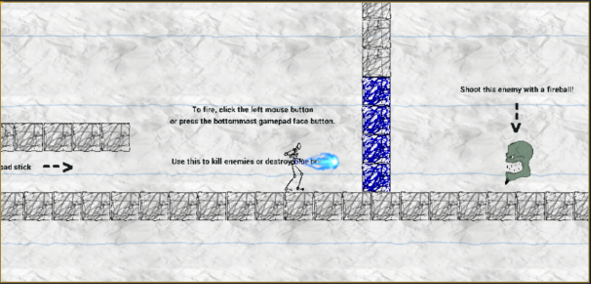 Shoot this enemy with a fireball!
To fire, click the left mouse button
or press the bottommost gamepad face button.
Use this to kill enemies or destroy blue
stick